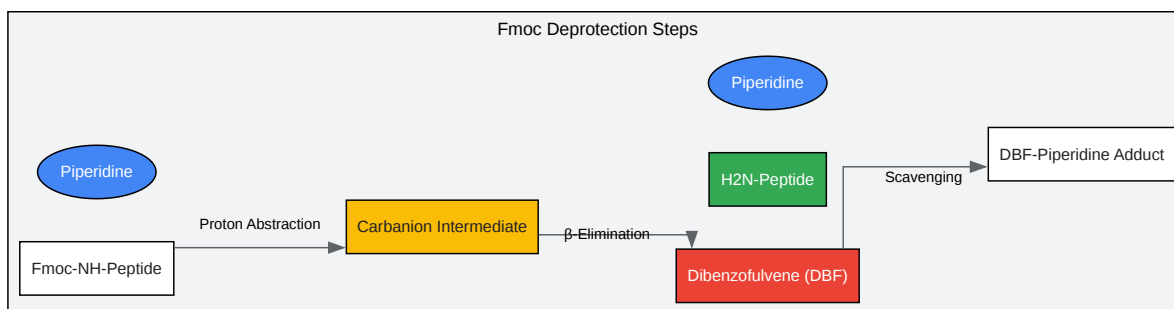 Fmoc Deprotection Steps
Piperidine
Fmoc-NH-Peptide
Proton Abstraction
Carbanion Intermediate
β-Elimination
Piperidine
H2N-Peptide
Dibenzofulvene (DBF)
Scavenging
DBF-Piperidine Adduct